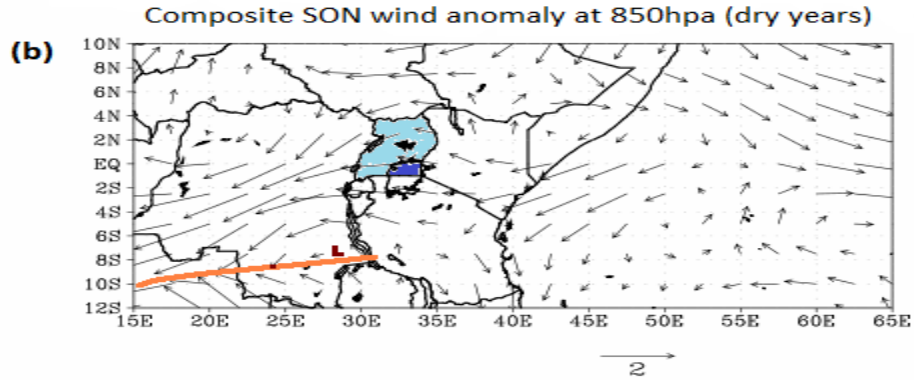 Composite SON wind anomaly at 850hpa (dry years)
(b)
10N
8N
6N
4N
2N
EQ
2S
4S
6S
8S
10S
12S
L
15E 20E 25E 30E 35E 40E 45E 50E 55E 60E 65E
2